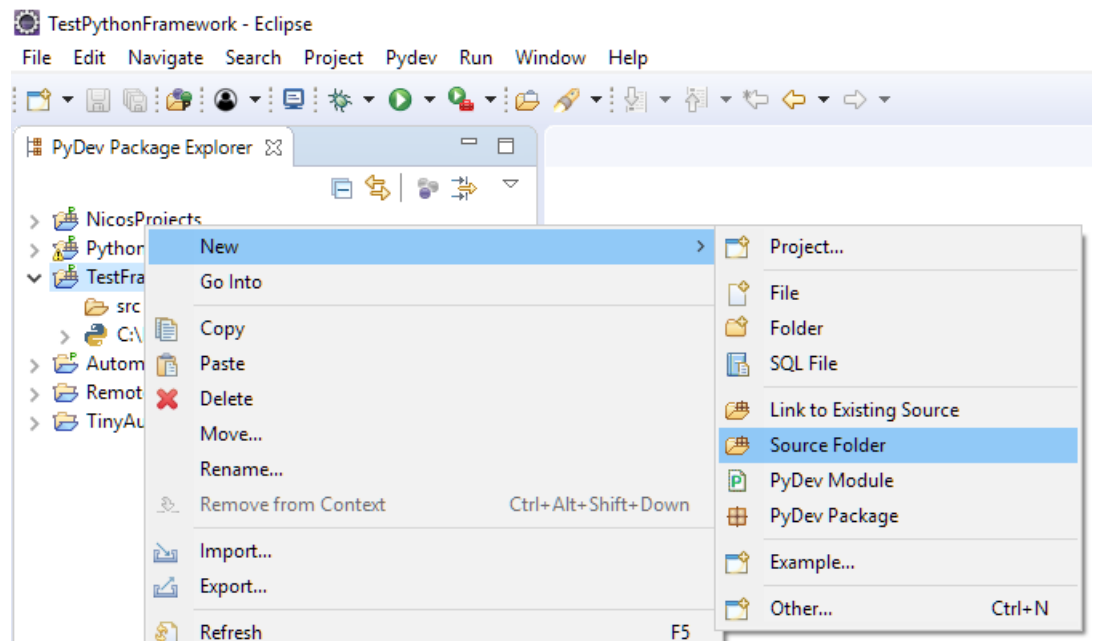 TestPythonFramework - Eclipse
File Edit Navigate Search Project Pydev Run Window Help
PyDev Package Explorer
NicosProjects
Python
TestFra
src
C:\
Autom
Remot
TinyAu
New
Go Into
Copy
Paste
Delete
Move...
Rename...
Remove from Context Ctrl+Alt+Shift+Down
Import...
Export...
Refresh F5
Project...
File
Folder
SQL File
Link to Existing Source
Source Folder
PyDev Module
PyDev Package
Example...
Other... Ctrl+N